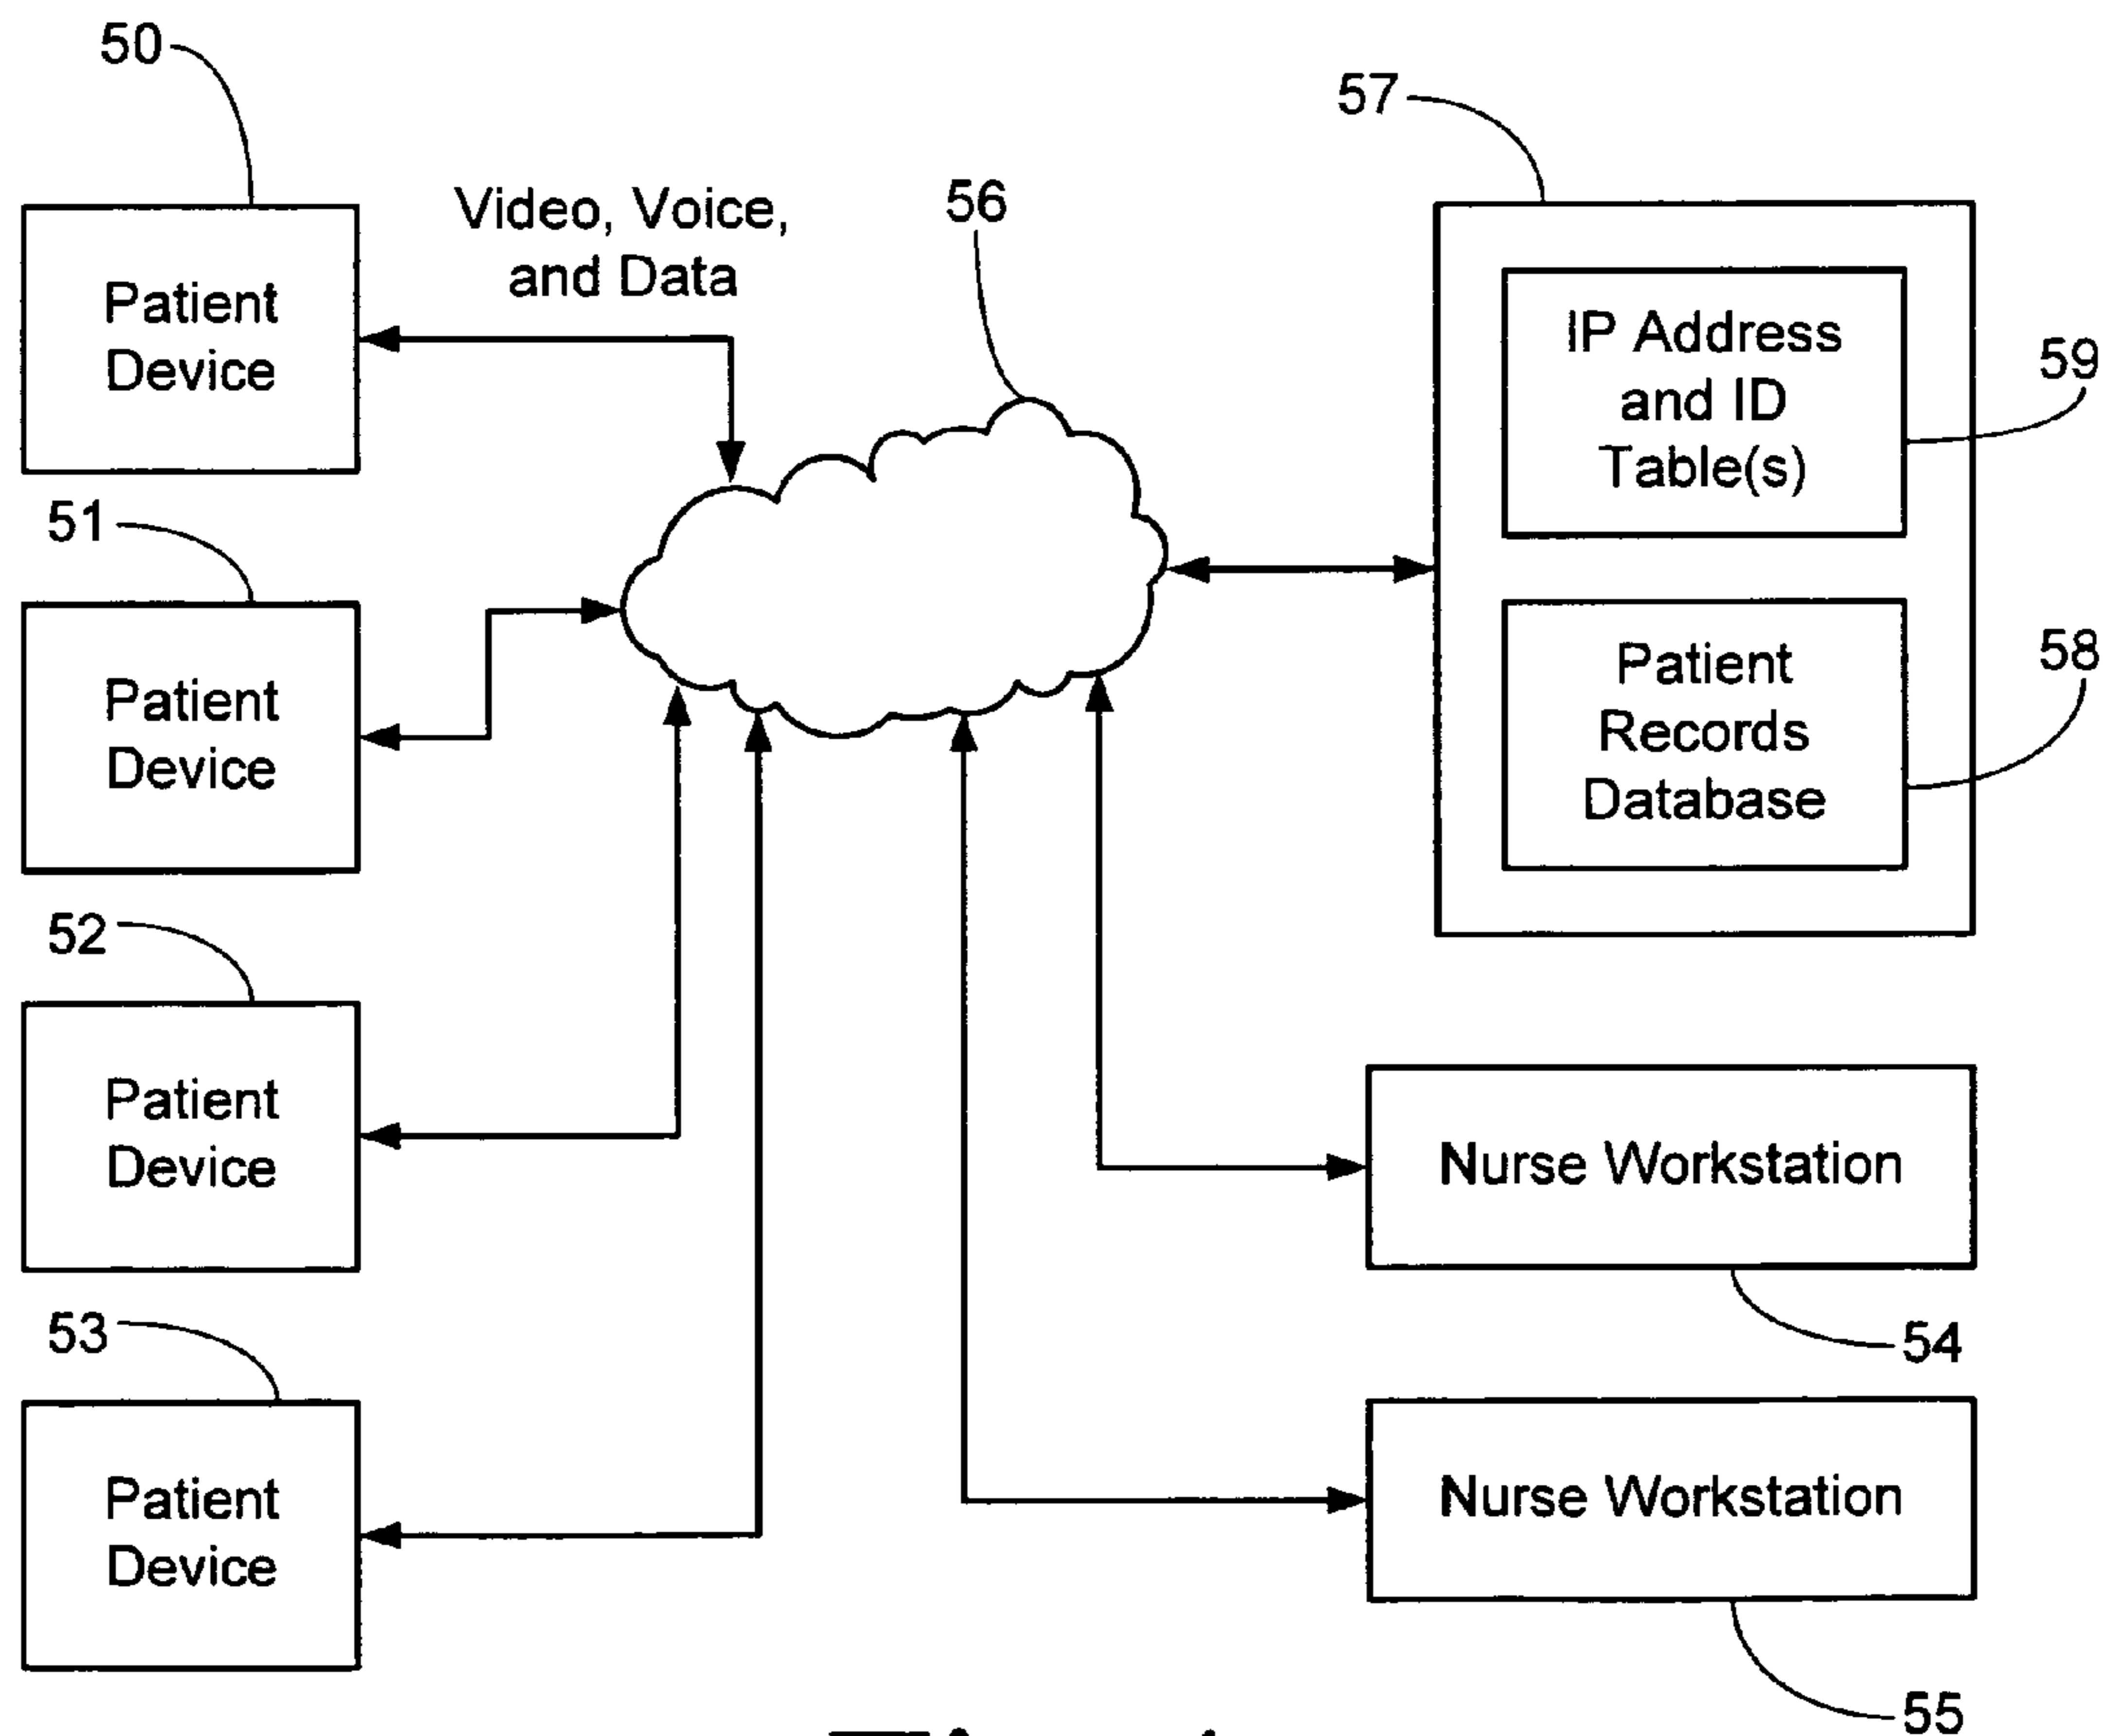 50
57
Video, Voice,
and Data
56
Patient
Device
IP Address
and ID
Table(s)
59
51
Patient
Device
Patient
Records
Database
58
52
Patient
Device
Nurse Workstation
54
53
Patient
Device
Nurse Workstation
55